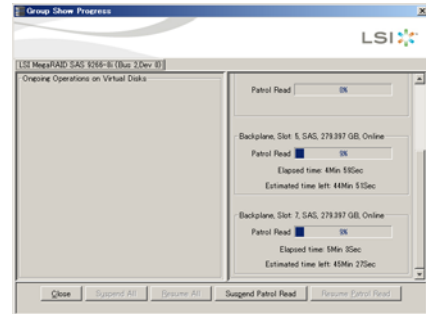 Group Show Progress
LSI
LSI MegaRAID SAS 9266-8i (Bus 2,Dev 0)
Ongoing Operations on Virtual Disks
Patrol Read 0%
Backplane, Slot: 5, SAS, 279.397 GB, Online
Patrol Read 9%
Elapsed time: 4Min 59Sec
Estimated time left: 44Min 51Sec
Backplane, Slot: 7, SAS, 279.397 GB, Online
Patrol Read 9%
Elapsed time: 5Min 3Sec
Estimated time left: 45Min 27Sec
Close
Suspend All
Resume All
Suspend Patrol Read
Resume Patrol Read